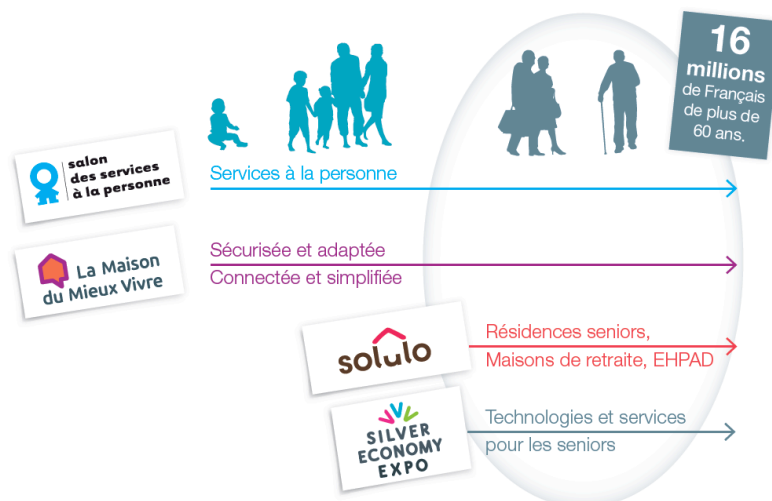 16
millions
de Français
de plus de
60 ans.
salon
des services
à la personne
Services à la personne
La Maison
du Mieux Vivre
Sécurisée et adaptée
Connectée et simplifiée
solulo
Résidences seniors,
Maisons de retraite, EHPAD
SILVER
ECONOMY
EXPO
Technologies et services
pour les seniors